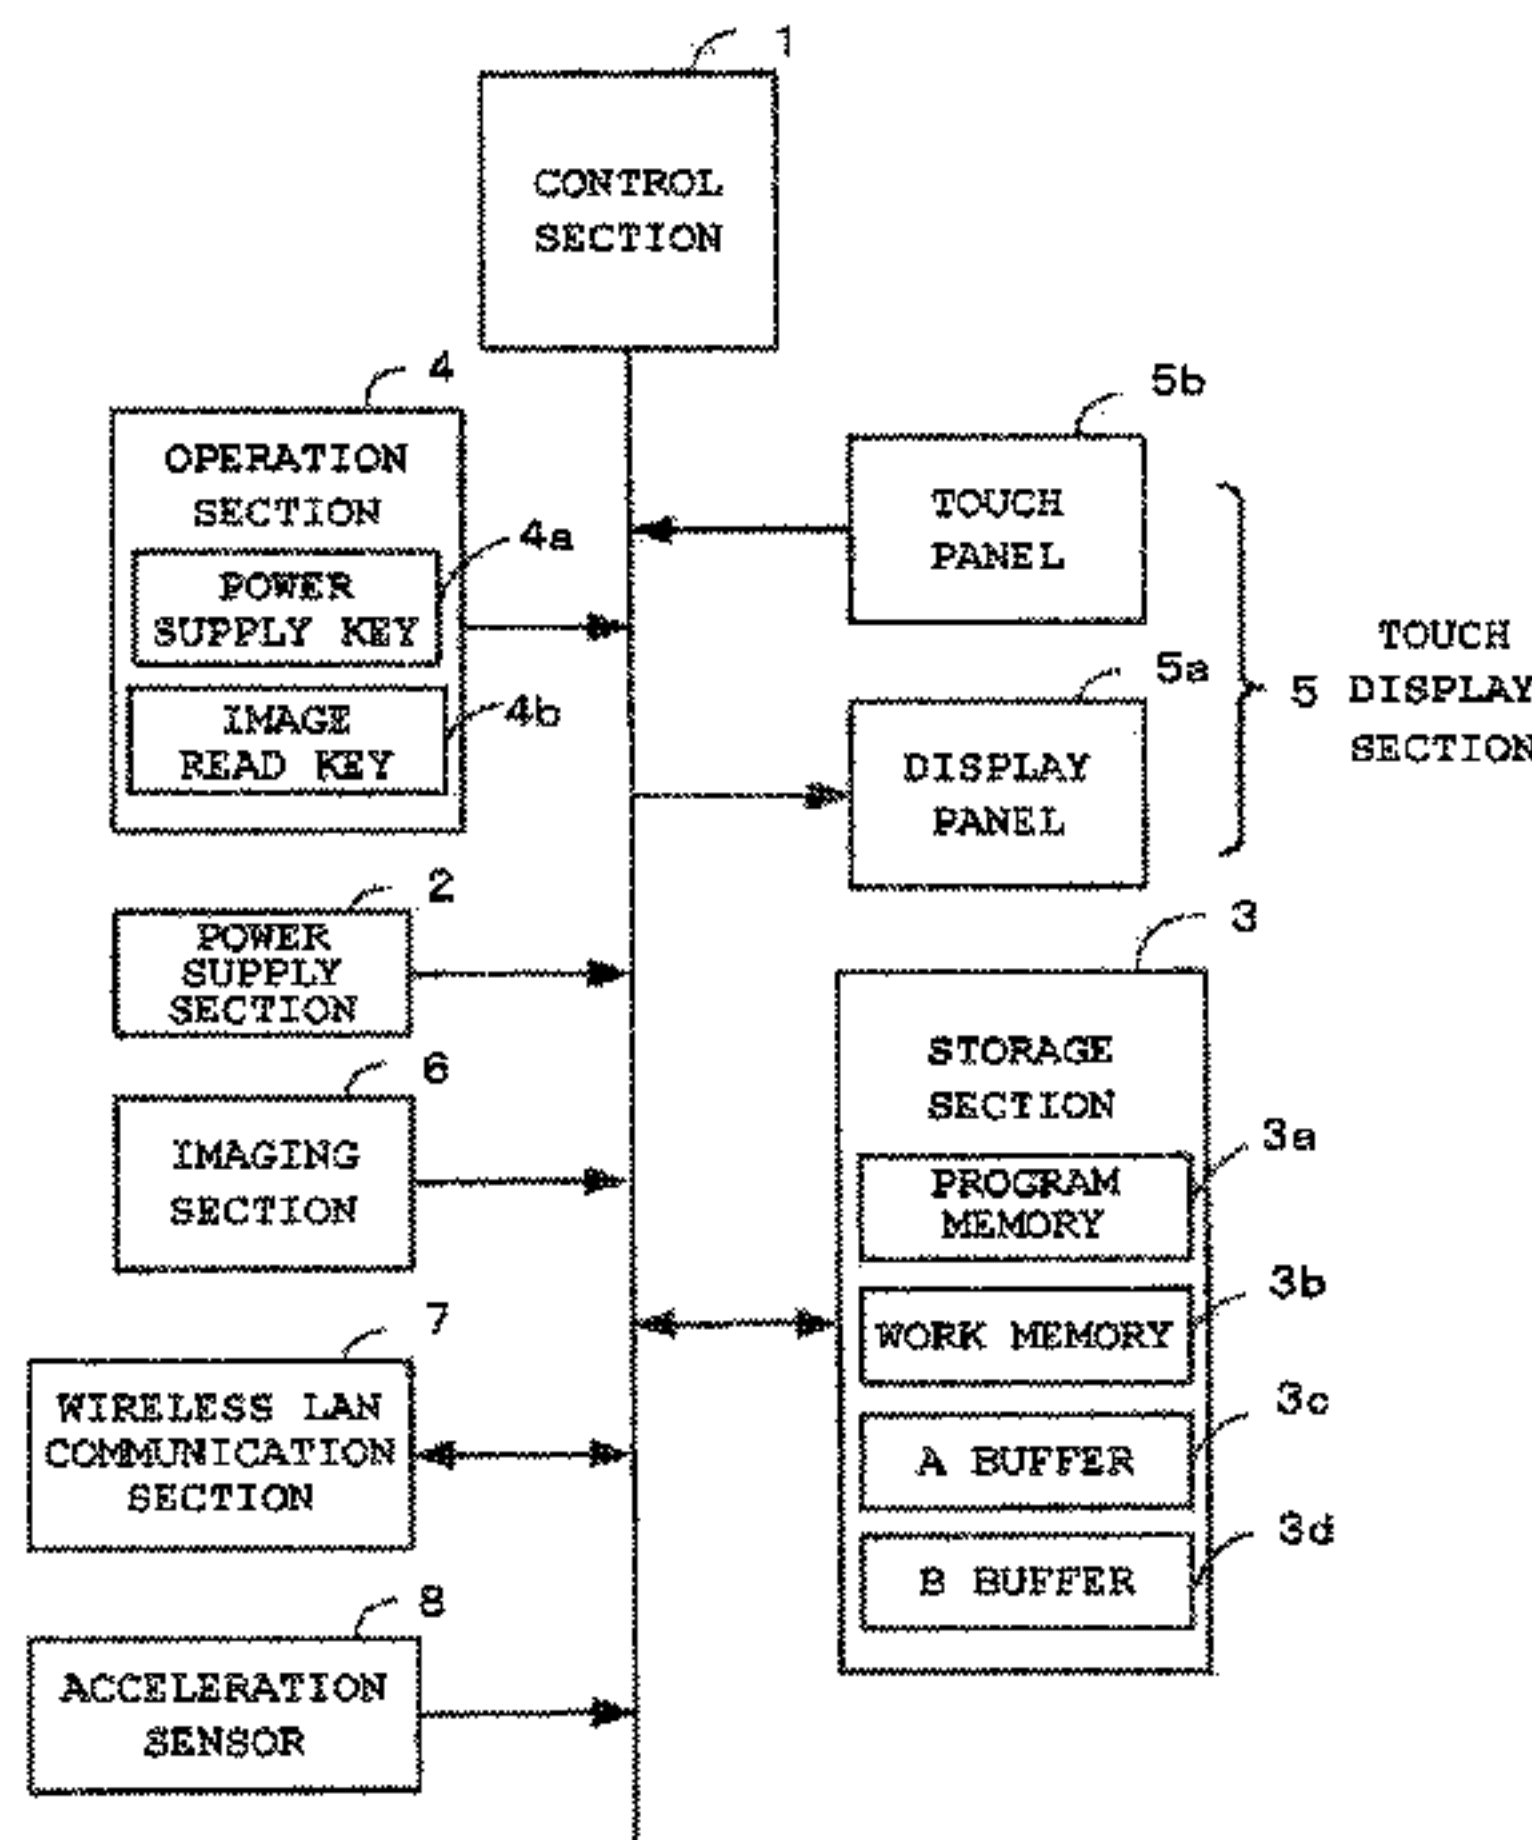 1
CONTROL
SECTION
4
OPERATION
SECTION
4a
POWER
SUPPLY KEY
4b
IMAGE
READ KEY
5b
TOUCH
PANEL
5a
DISPLAY
PANEL
5
TOUCH
DISPLAY
SECTION
2
POWER
SUPPLY
SECTION
6
IMAGING
SECTION
7
WIRELESS LAN
COMMUNICATION
SECTION
8
ACCELERATION
SENSOR
3
STORAGE
SECTION
3a
PROGRAM
MEMORY
3b
WORK MEMORY
3c
A BUFFER
3d
B BUFFER